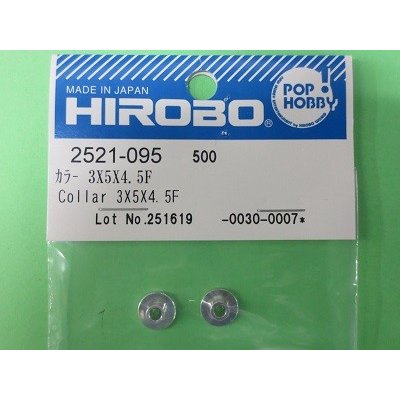 MADE IN JAPAN
HIROBO®
POP!
HOBBY
2521-095 500
ｶﾗｰ 3X5X4.5F
Collar 3X5X4.5F
Lot No.251619 -0030-0007*